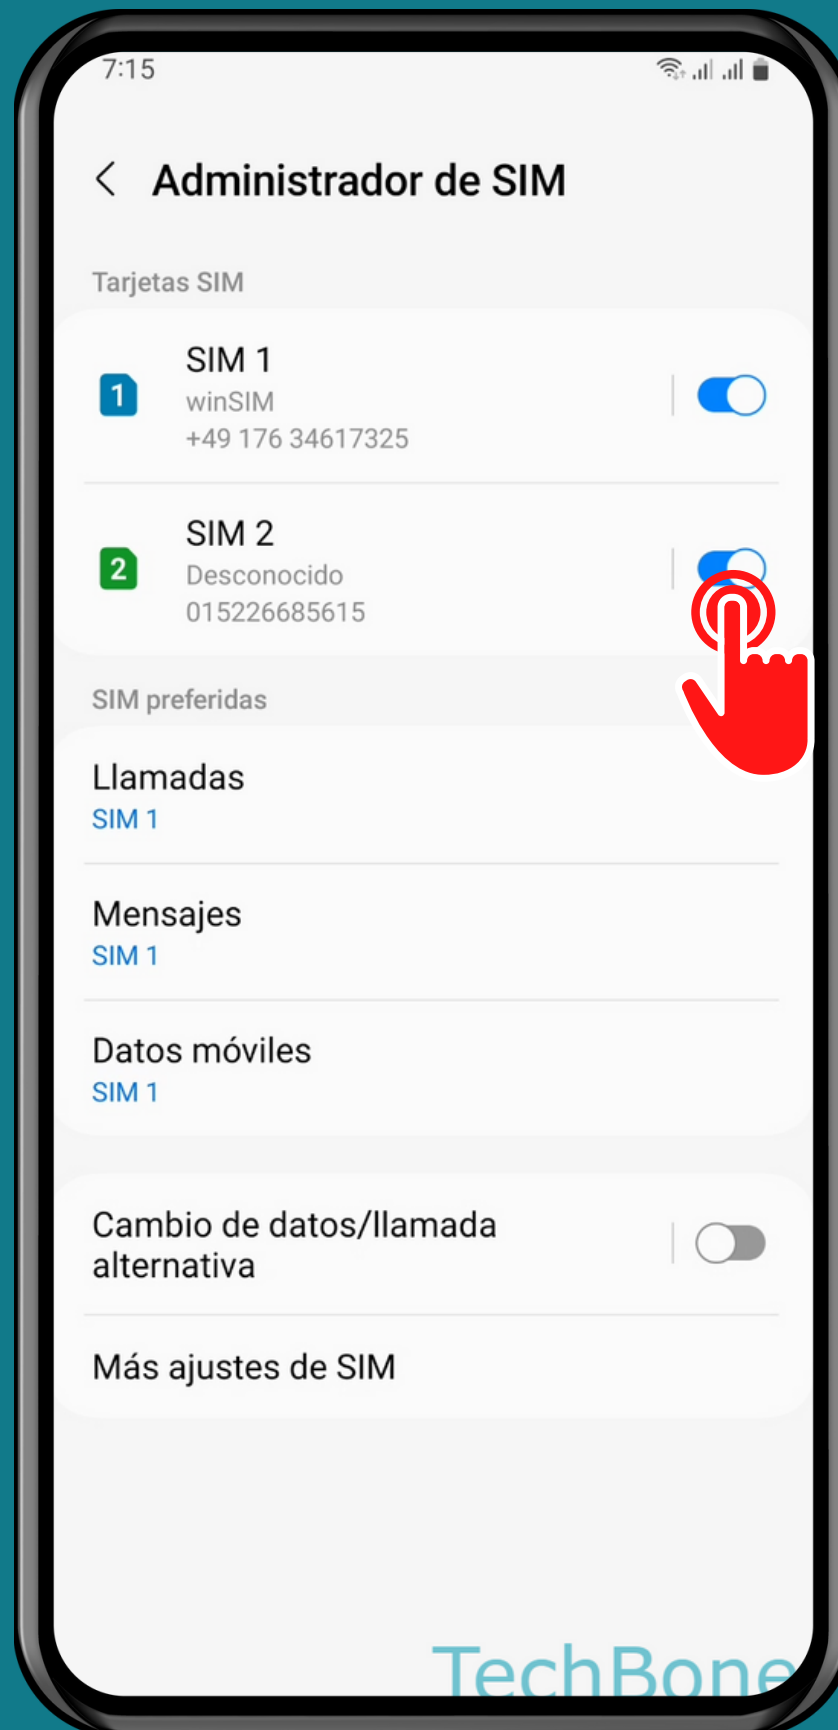 7:15
Administrador de SIM
Tarjetas SIM
1
SIM 1
winSIM
+49 176 34617325
2
SIM 2
Desconocido
015226685615
SIM preferidas
Llamadas
SIM 1
Mensajes
SIM 1
Datos móviles
SIM 1
Cambio de datos/llamada
alternativa
Más ajustes de SIM
TechBone